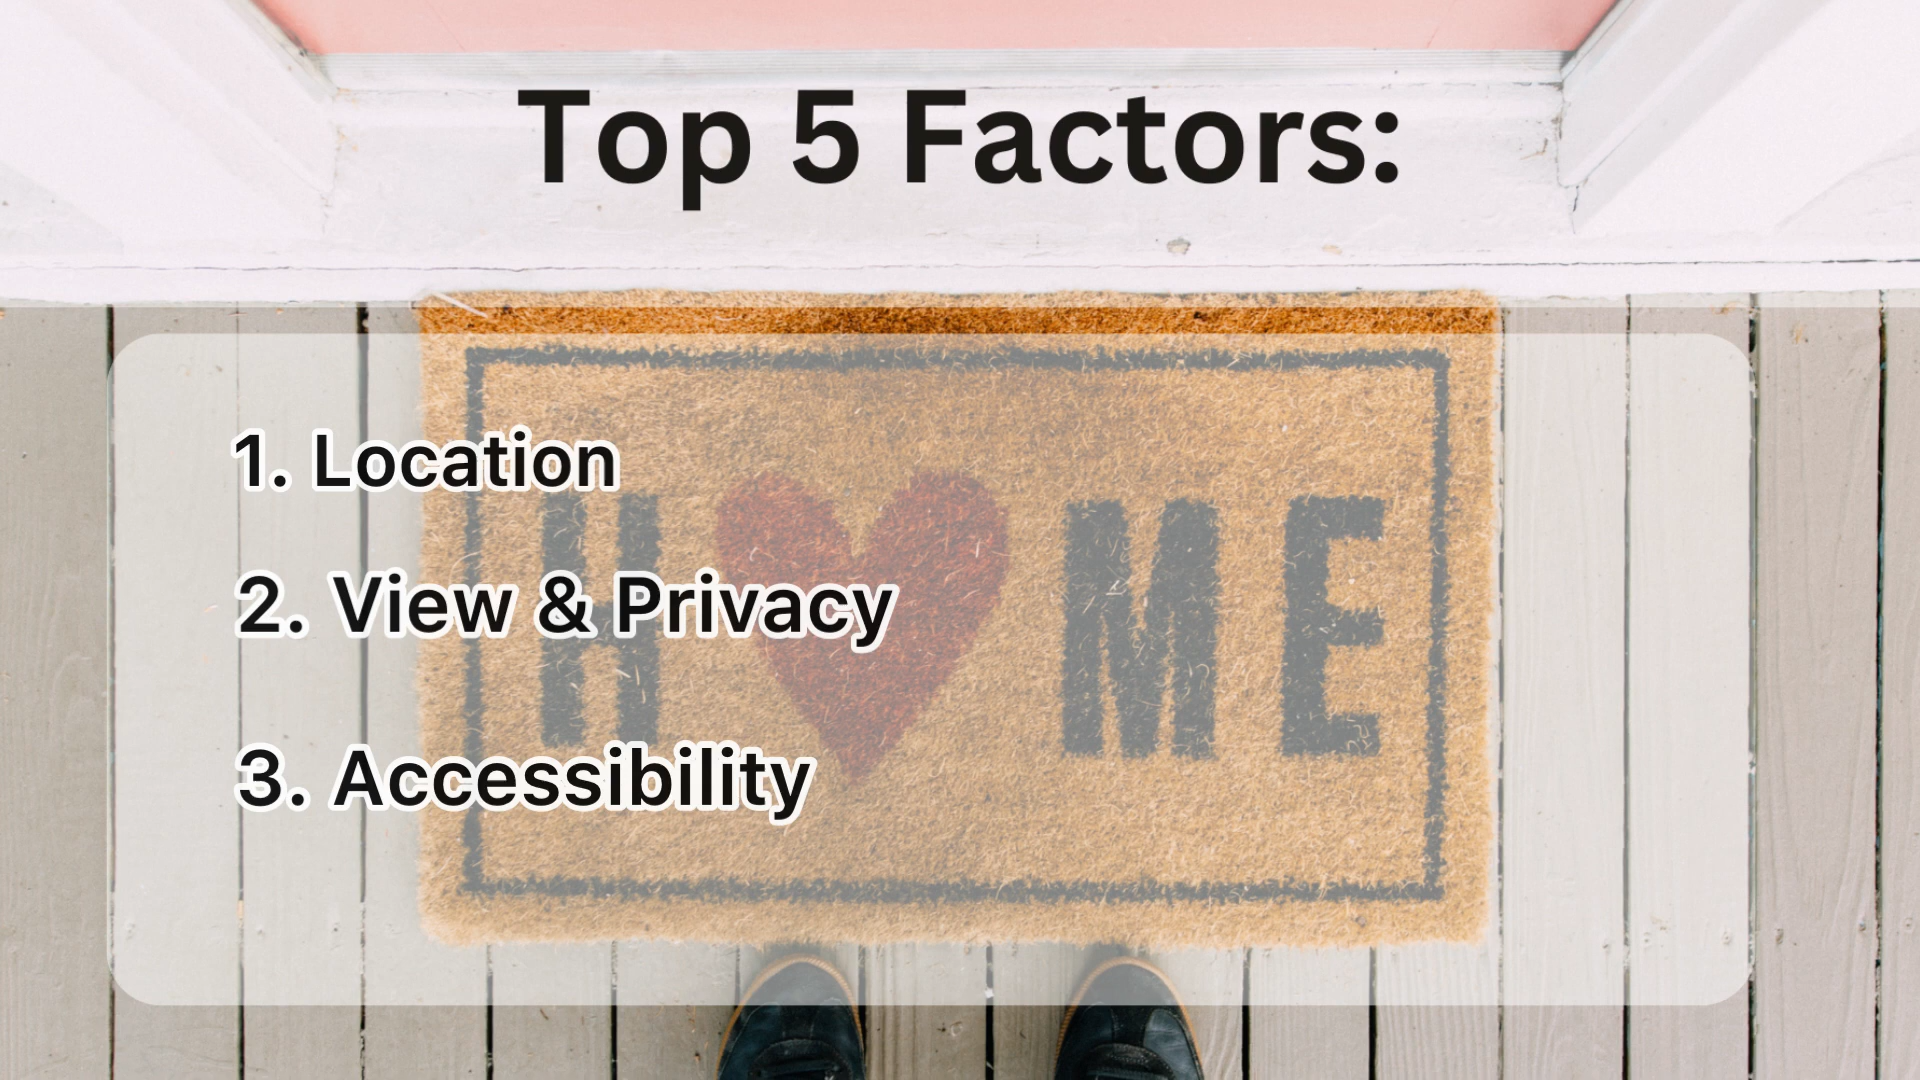 Top 5 Factors:
1. Location
2. View & Privacy
3. Accessibility
H ME